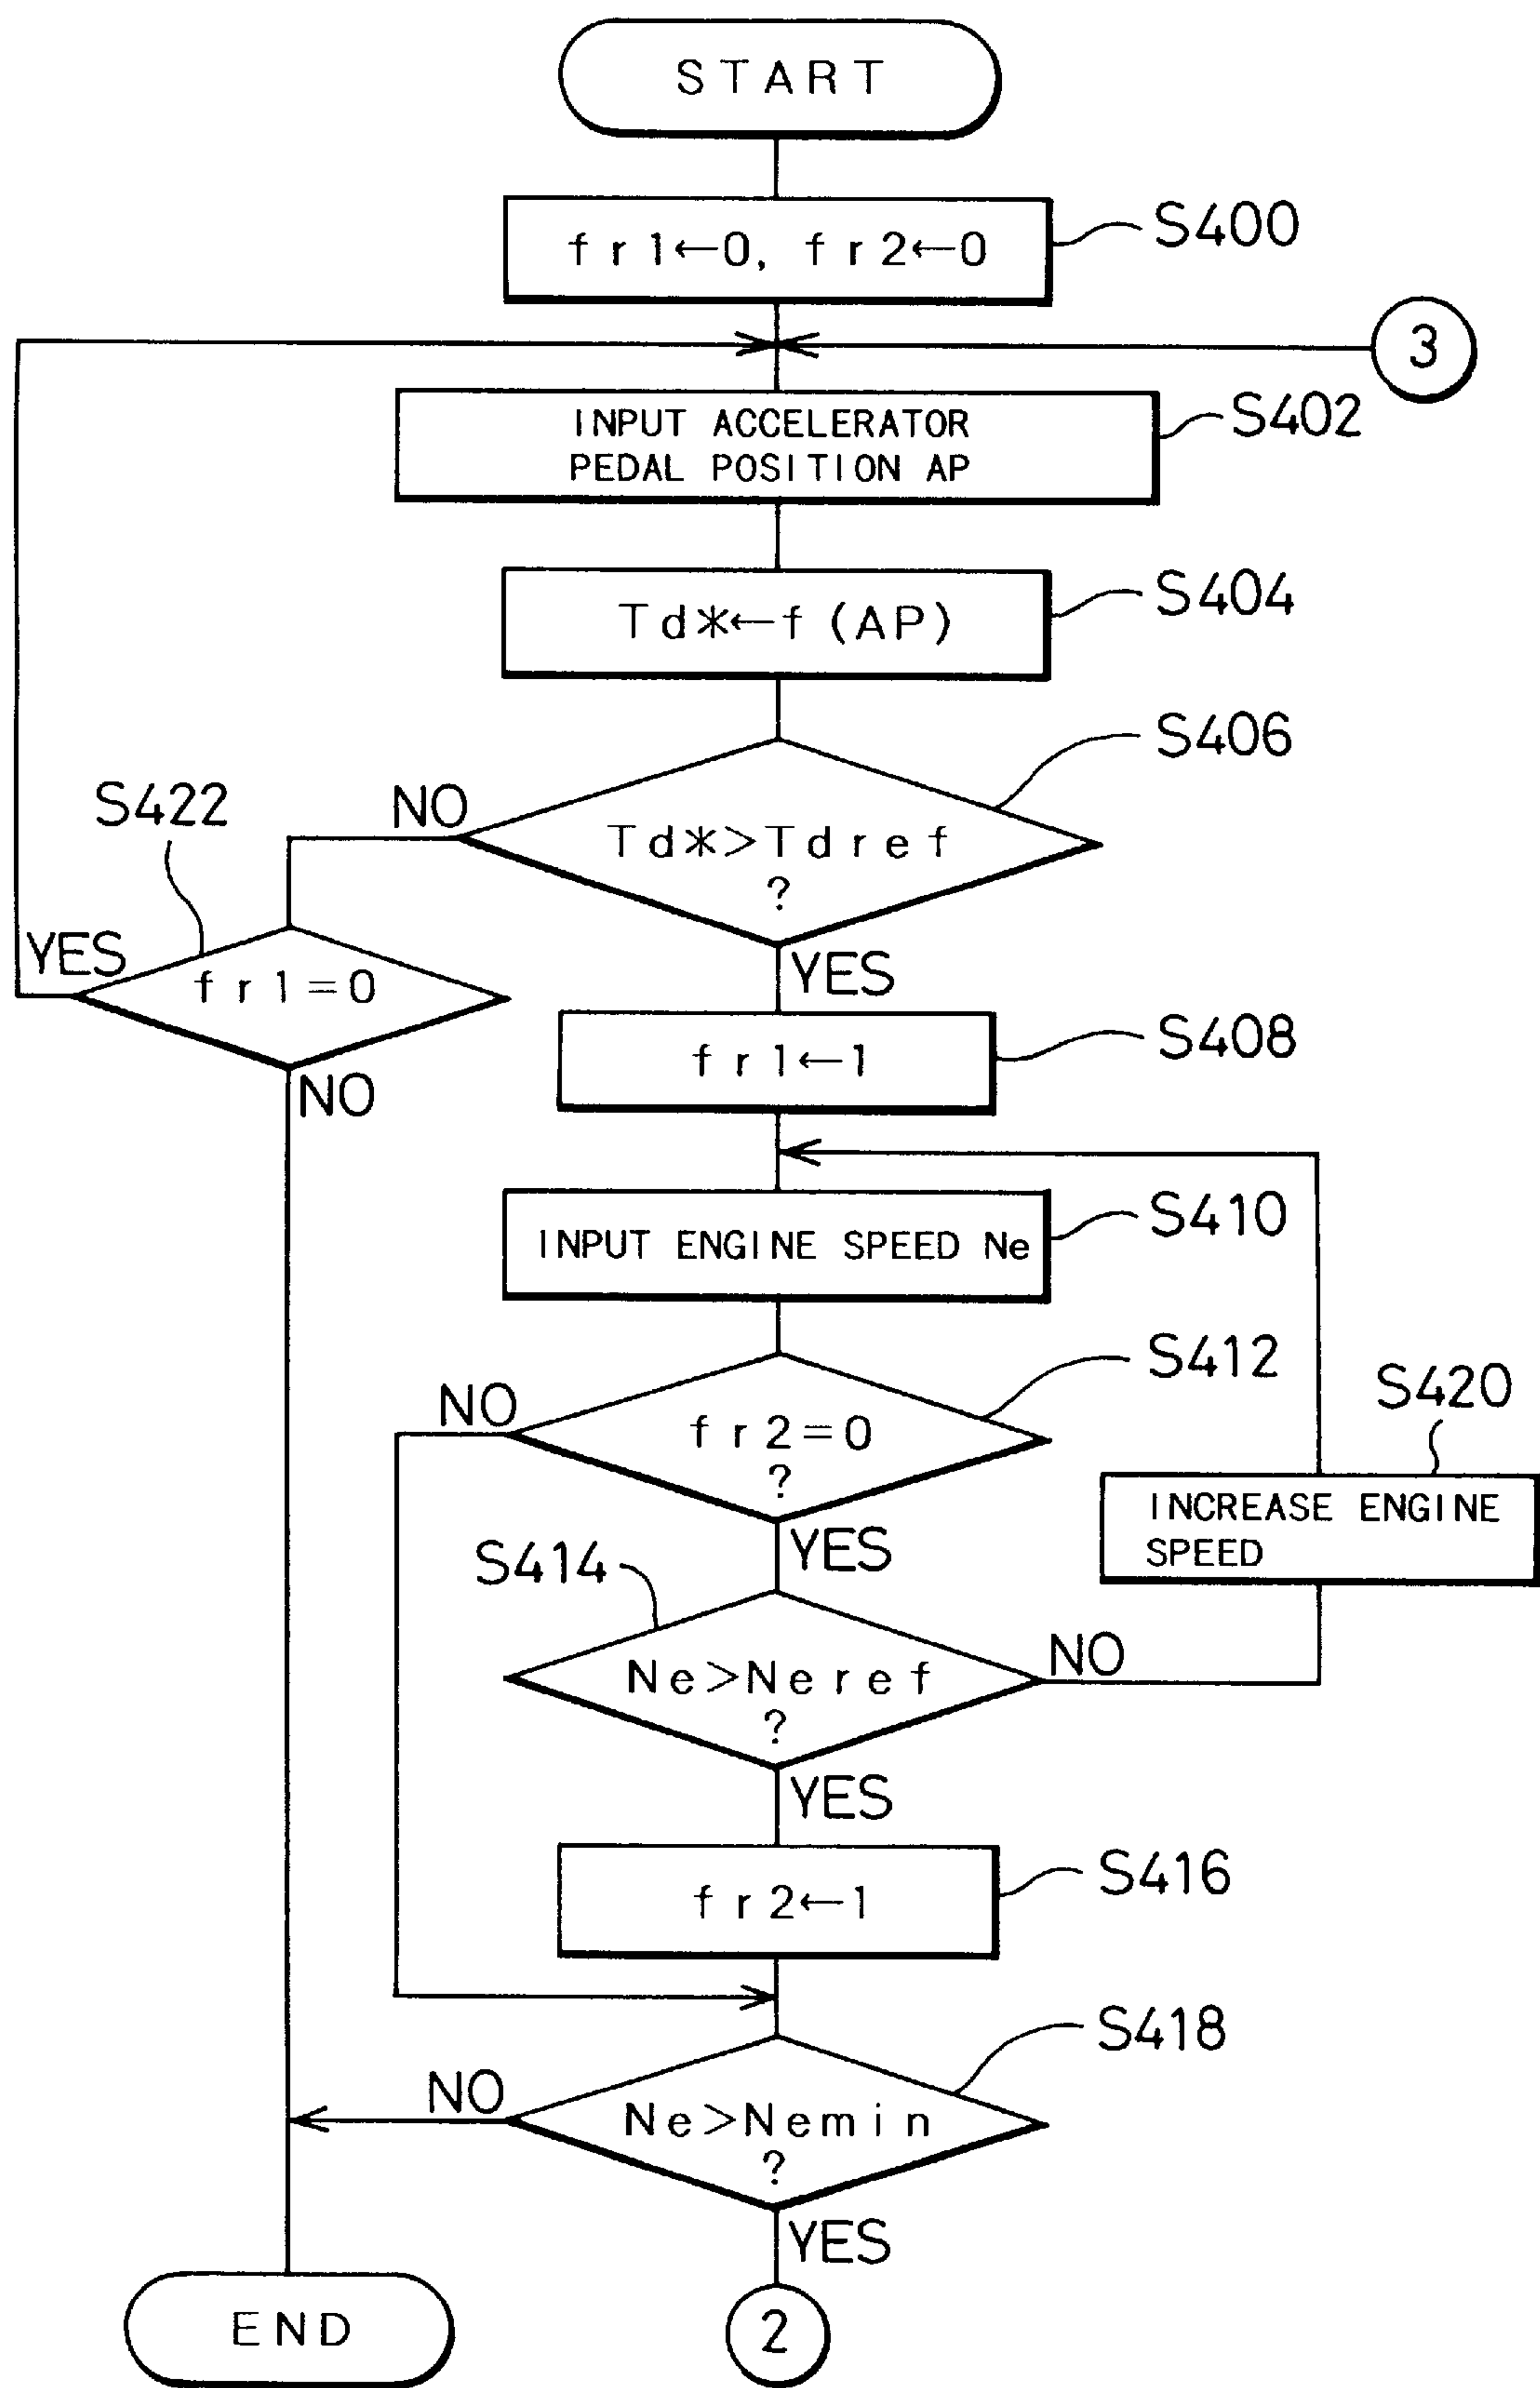 START
fr1←0, fr2←0
S400
3
INPUT ACCELERATOR
PEDAL POSITION AP
S402
Td*←f(AP)
S404
S406
Td*>Tdref
?
NO
YES
S422
fr1=0
YES
NO
fr1←1
S408
INPUT ENGINE SPEED Ne
S410
S412
fr2=0
?
NO
YES
S420
INCREASE ENGINE
SPEED
S414
Ne>Neref
?
NO
YES
fr2←1
S416
S418
Ne>Nemin
?
NO
YES
END
2